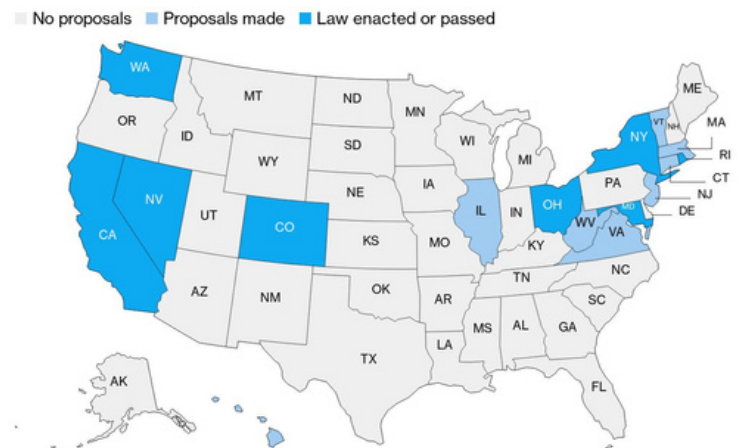 No proposals Proposals made Law enacted or passed
WA
MT
ND
MN
ME
OR
ID
SD
WI
MI
NY
VT
NH
MA
WY
RI
CT
NE
IA
PA
NJ
NV
UT
CO
IL
IN
OH
MD
DE
CA
KS
MO
KY
WV
VA
AZ
NM
OK
AR
TN
NC
SC
MS
AL
GA
LA
TX
AK
FL